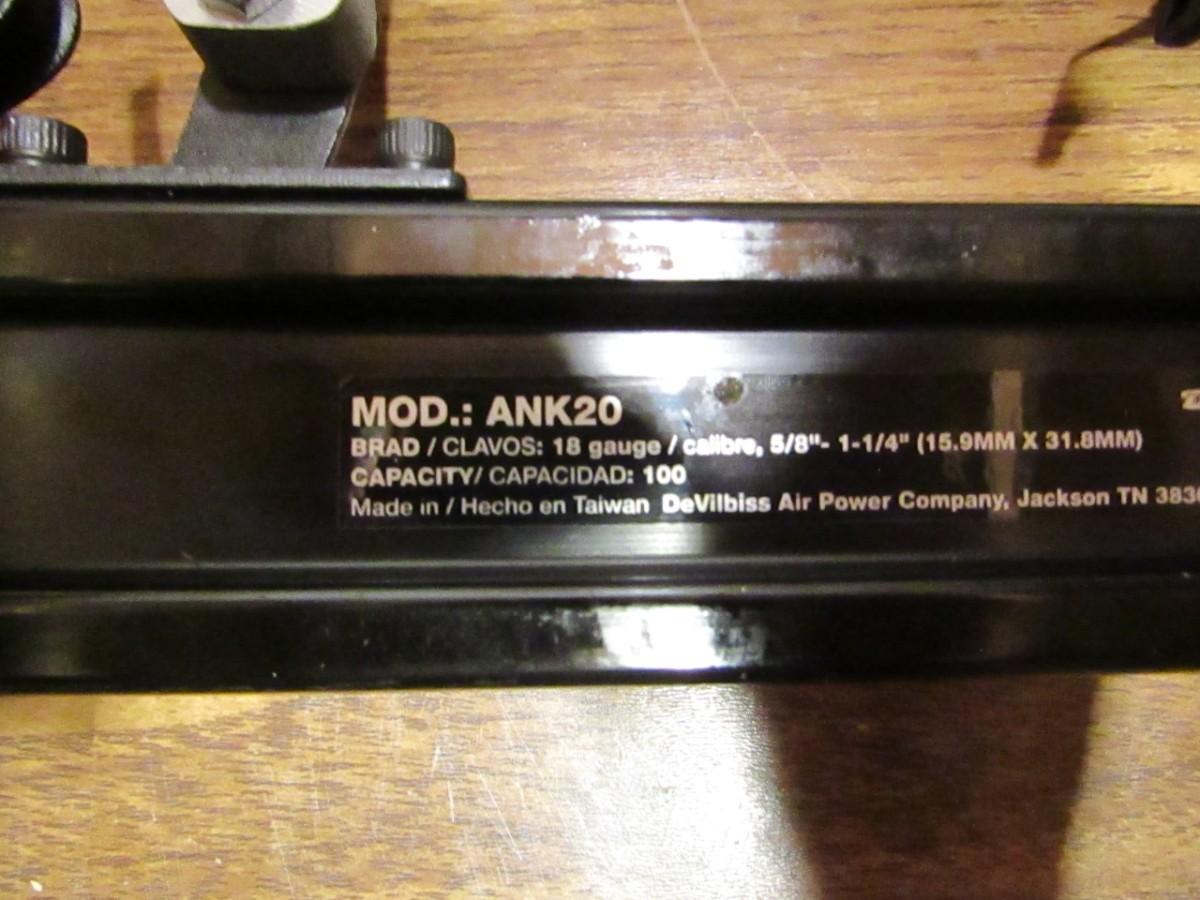 MOD.: ANK20
BRAD / CLAVOS: 18 gauge / calibre, 5/8"- 1-1/4" (15.9MM X 31.8MM)
CAPACITY/ CAPACIDAD: 100
Made in / Hecho en Taiwan DeVilbiss Air Power Company, Jackson TN 383